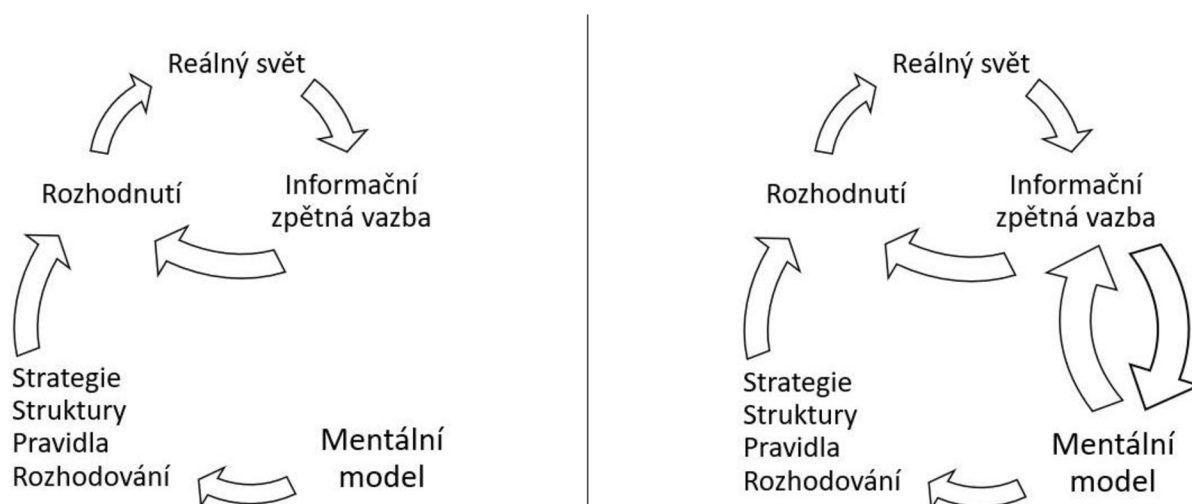 Reálný svět
Rozhodnutí
Informační
zpětná vazba
Strategie
Struktury
Pravidla
Rozhodování
Mentální
model
Reálný svět
Rozhodnutí
Informační
zpětná vazba
Strategie
Struktury
Pravidla
Rozhodování
Mentální
model